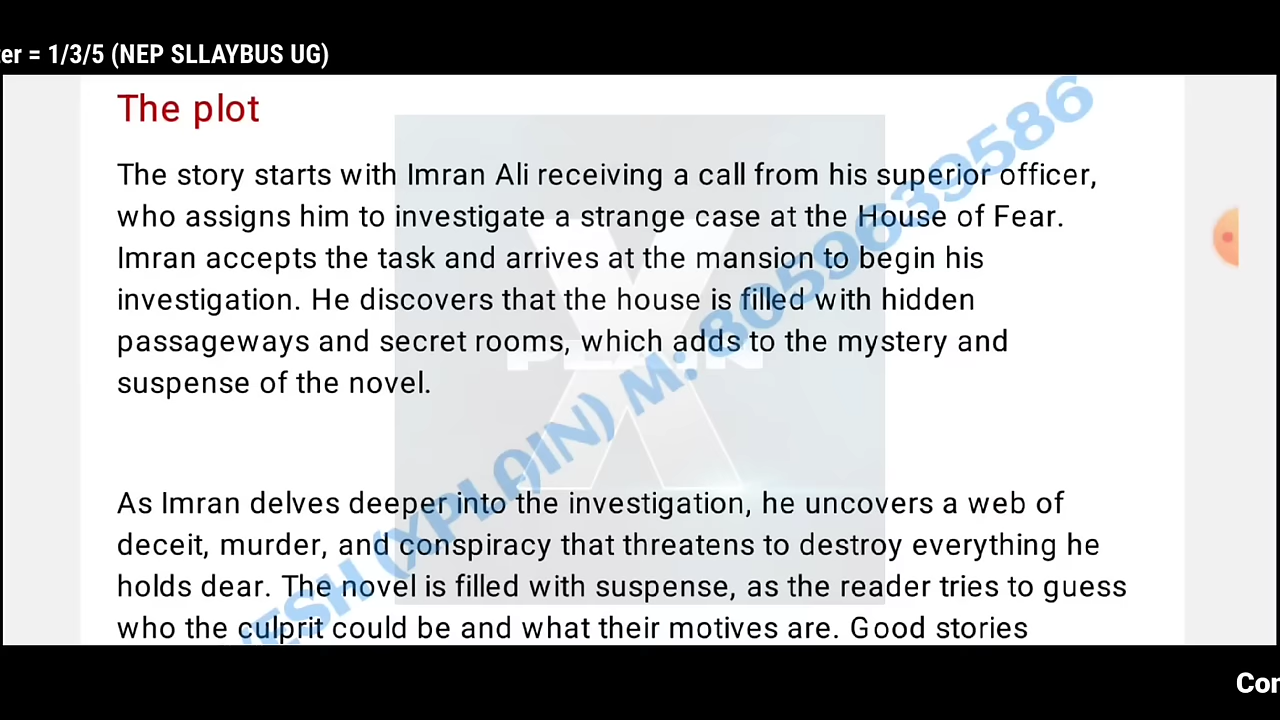 ter = 1/3/5 (NEP SLLAYBUS UG)
The plot
The story starts with Imran Ali receiving a call from his superior officer,
who assigns him to investigate a strange case at the House of Fear.
Imran accepts the task and arrives at the mansion to begin his
investigation. He discovers that the house is filled with hidden
passageways and secret rooms, which adds to the mystery and
suspense of the novel.
As Imran delves deeper into the investigation, he uncovers a web of
deceit, murder, and conspiracy that threatens to destroy everything he
holds dear. The novel is filled with suspense, as the reader tries to guess
who the culprit could be and what their motives are. Good stories
ESH (XPLAIN) M: 8059639586
PLAIN
Con